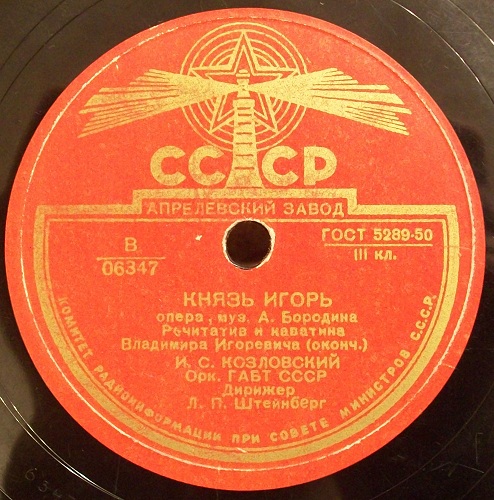 СССР
АПРЕЛЕВСКИЙ ЗАВОД
В
06347
ГОСТ 5289-50
III кл.
КНЯЗЬ ИГОРЬ
опера, муз. А. Бородина
Речитатив и каватина
Владимира Игоревича (оконч.)
И. С. КОЗЛОВСКИЙ
Орк. ГАБТ СССР
Дирижер
Л. П. Штейнберг
КОМИТЕТ РАДИОИНФОРМАЦИИ ПРИ СОВЕТЕ МИНИСТРОВ С.С.С.Р.